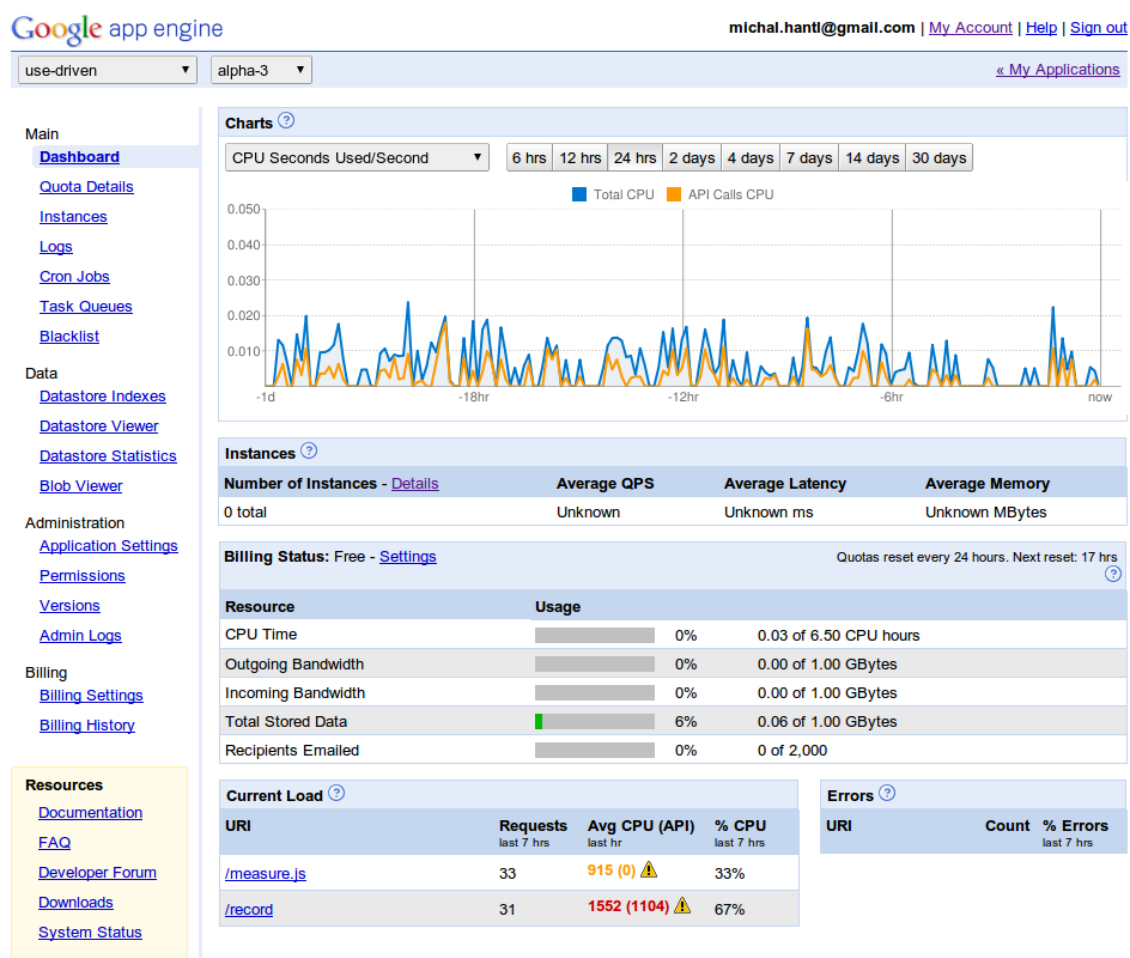 Google app engine
michal.hantl@gmail.com | My Account | Help | Sign out
use-driven ▼ alpha-3 ▼
« My Applications
Main
Dashboard
Quota Details
Instances
Logs
Cron Jobs
Task Queues
Blacklist
Data
Datastore Indexes
Datastore Viewer
Datastore Statistics
Blob Viewer
Administration
Application Settings
Permissions
Versions
Admin Logs
Billing
Billing Settings
Billing History
Resources
Documentation
FAQ
Developer Forum
Downloads
System Status
Charts ?
CPU Seconds Used/Second ▼ 6 hrs 12 hrs 24 hrs 2 days 4 days 7 days 14 days 30 days
Total CPU API Calls CPU
0.050
0.040
0.030
0.020
0.010
-1d -18hr -12hr -6hr now
Instances ?
Number of Instances - Details Average QPS Average Latency Average Memory
0 total Unknown Unknown ms Unknown MBytes
Billing Status: Free - Settings Quotas reset every 24 hours. Next reset: 17 hrs
?
Resource Usage
CPU Time 0% 0.03 of 6.50 CPU hours
Outgoing Bandwidth 0% 0.00 of 1.00 GBytes
Incoming Bandwidth 0% 0.00 of 1.00 GBytes
Total Stored Data 6% 0.06 of 1.00 GBytes
Recipients Emailed 0% 0 of 2,000
Current Load ?
URI Requests Avg CPU (API) % CPU
last 7 hrs last hr last 7 hrs
/measure.js 33 915 (0) 33%
/record 31 1552 (1104) 67%
Errors ?
URI Count % Errors
last 7 hrs